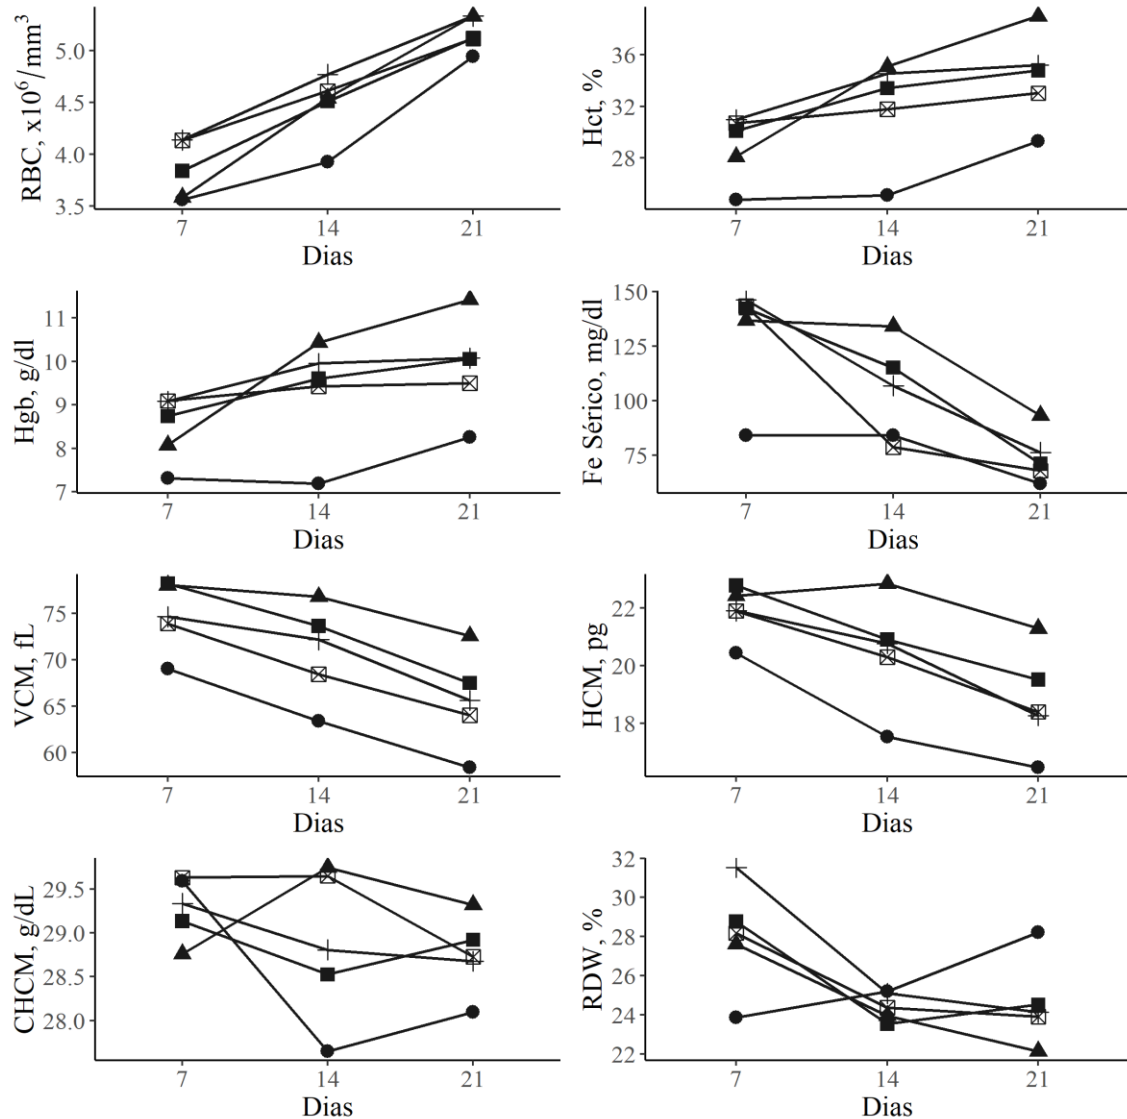 RBC, x10⁶/mm³
5.0
4.5
4.0
3.5
7 14 21
Dias
Hct, %
36
32
28
7 14 21
Dias
Hgb, g/dl
11
10
9
8
7
7 14 21
Dias
Fe Sérico, mg/dl
150
125
100
75
7 14 21
Dias
VCM, fL
75
70
65
60
7 14 21
Dias
HCM, pg
22
20
18
7 14 21
Dias
CHCM, g/dL
29.5
29.0
28.5
28.0
7 14 21
Dias
RDW, %
32
30
28
26
24
22
7 14 21
Dias